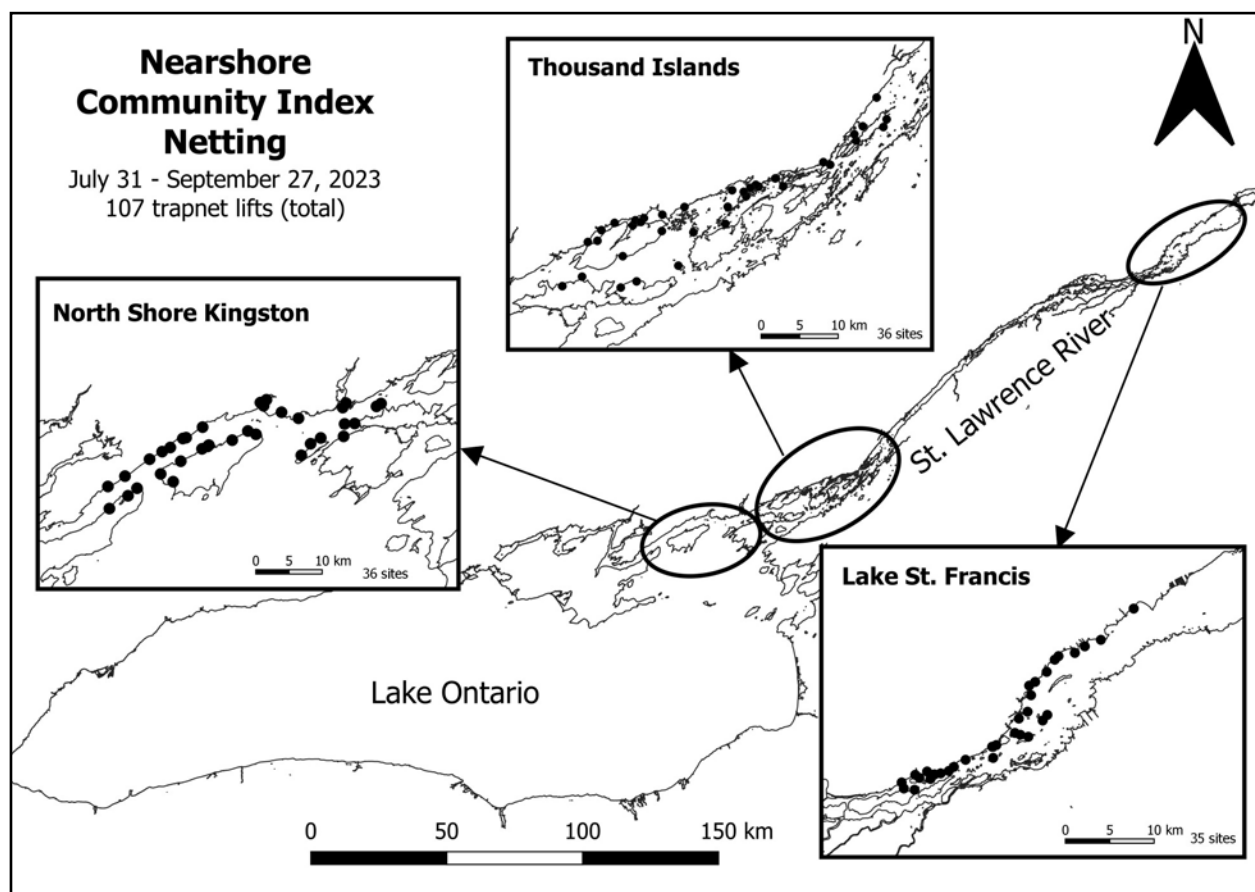 Nearshore
Community Index
Netting
July 31 - September 27, 2023
107 trapnet lifts (total)
Thousand Islands
0 5 10 km
36 sites
N
North Shore Kingston
0 5 10 km
36 sites
St. Lawrence River
Lake St. Francis
0 5 10 km
35 sites
Lake Ontario
0 50 100 150 km